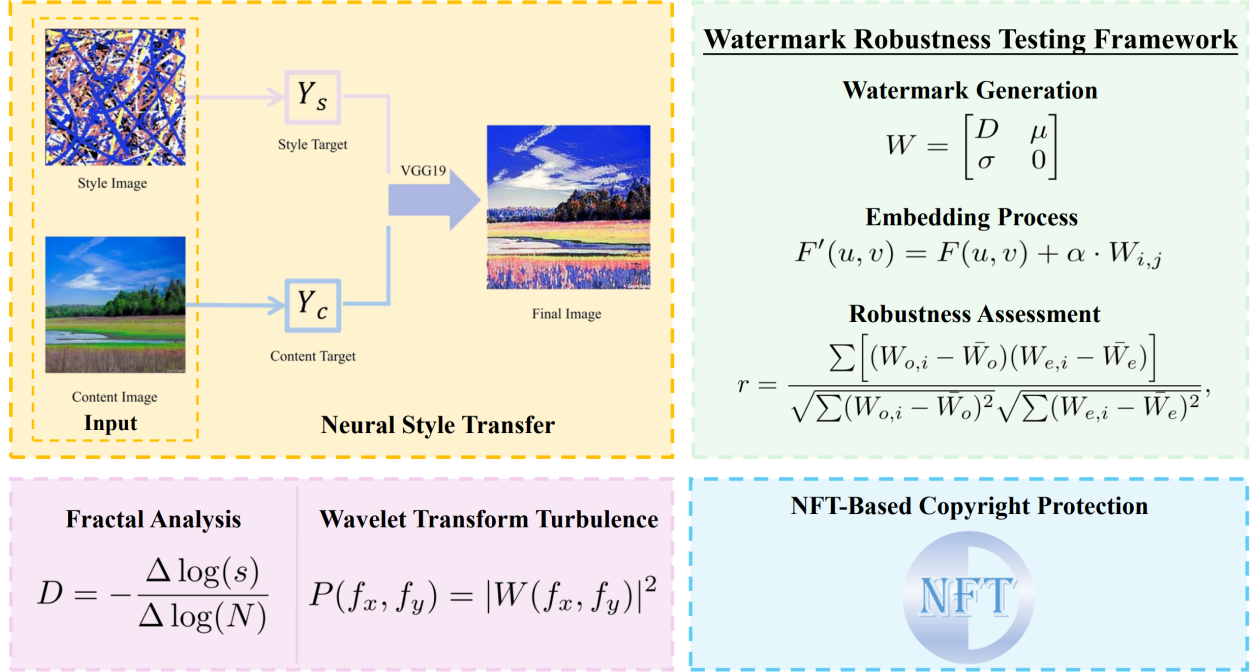 Style Image
Content Image
Input
Y_s
Style Target
Y_c
Content Target
VGG19
Final Image
Neural Style Transfer
Watermark Robustness Testing Framework
Watermark Generation
W = [D μ
σ 0]
Embedding Process
F′(u, v) = F(u, v) + α · W_{i,j}
Robustness Assessment
r = ∑[(W_{o,i} − W̄_o)(W_{e,i} − W̄_e)] / √∑(W_{o,i} − W̄_o)² √∑(W_{e,i} − W̄_e)² ,
Fractal Analysis
D = − Δ log(s) / Δ log(N)
Wavelet Transform Turbulence
P(f_x, f_y) = |W(f_x, f_y)|²
NFT-Based Copyright Protection
NFT